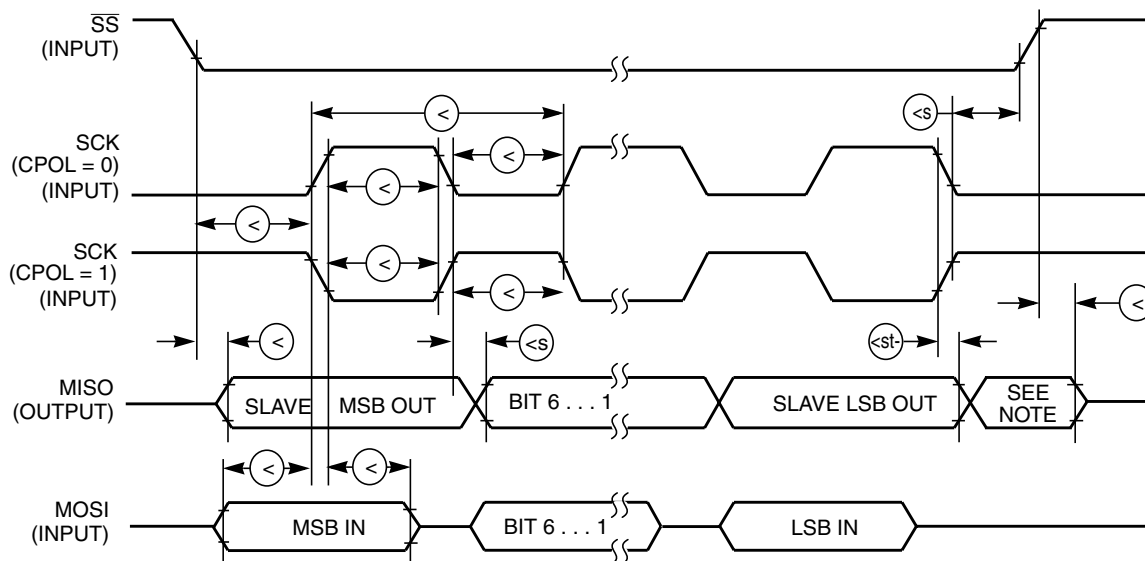 SS
(INPUT)
<
<s
SCK
(CPOL = 0)
(INPUT)
<
<
<
SCK
(CPOL = 1)
(INPUT)
<
<
<
<s
<st-
<
MISO
(OUTPUT)
SLAVE MSB OUT
BIT 6 . . . 1
SLAVE LSB OUT
SEE
NOTE
<
<
MOSI
(INPUT)
MSB IN
BIT 6 . . . 1
LSB IN